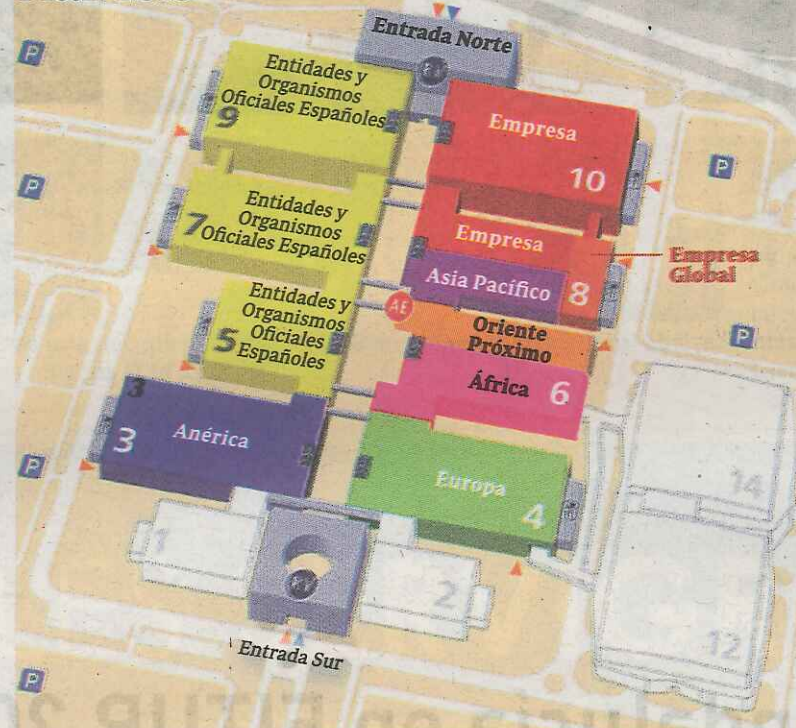 Entrada Norte
Entidades y
Organismos
Oficiales Españoles
9
Empresa
10
P
P
Entidades y
Organismos
Oficiales Españoles
7
Empresa
Empresa
Global
Asia Pacífico
8
P
Entidades y
Organismos
Oficiales
Españoles
5
AE
Oriente
Próximo
P
África
6
3
3
Anérica
Europa
4
14
P
1
2
12
Entrada Sur
P